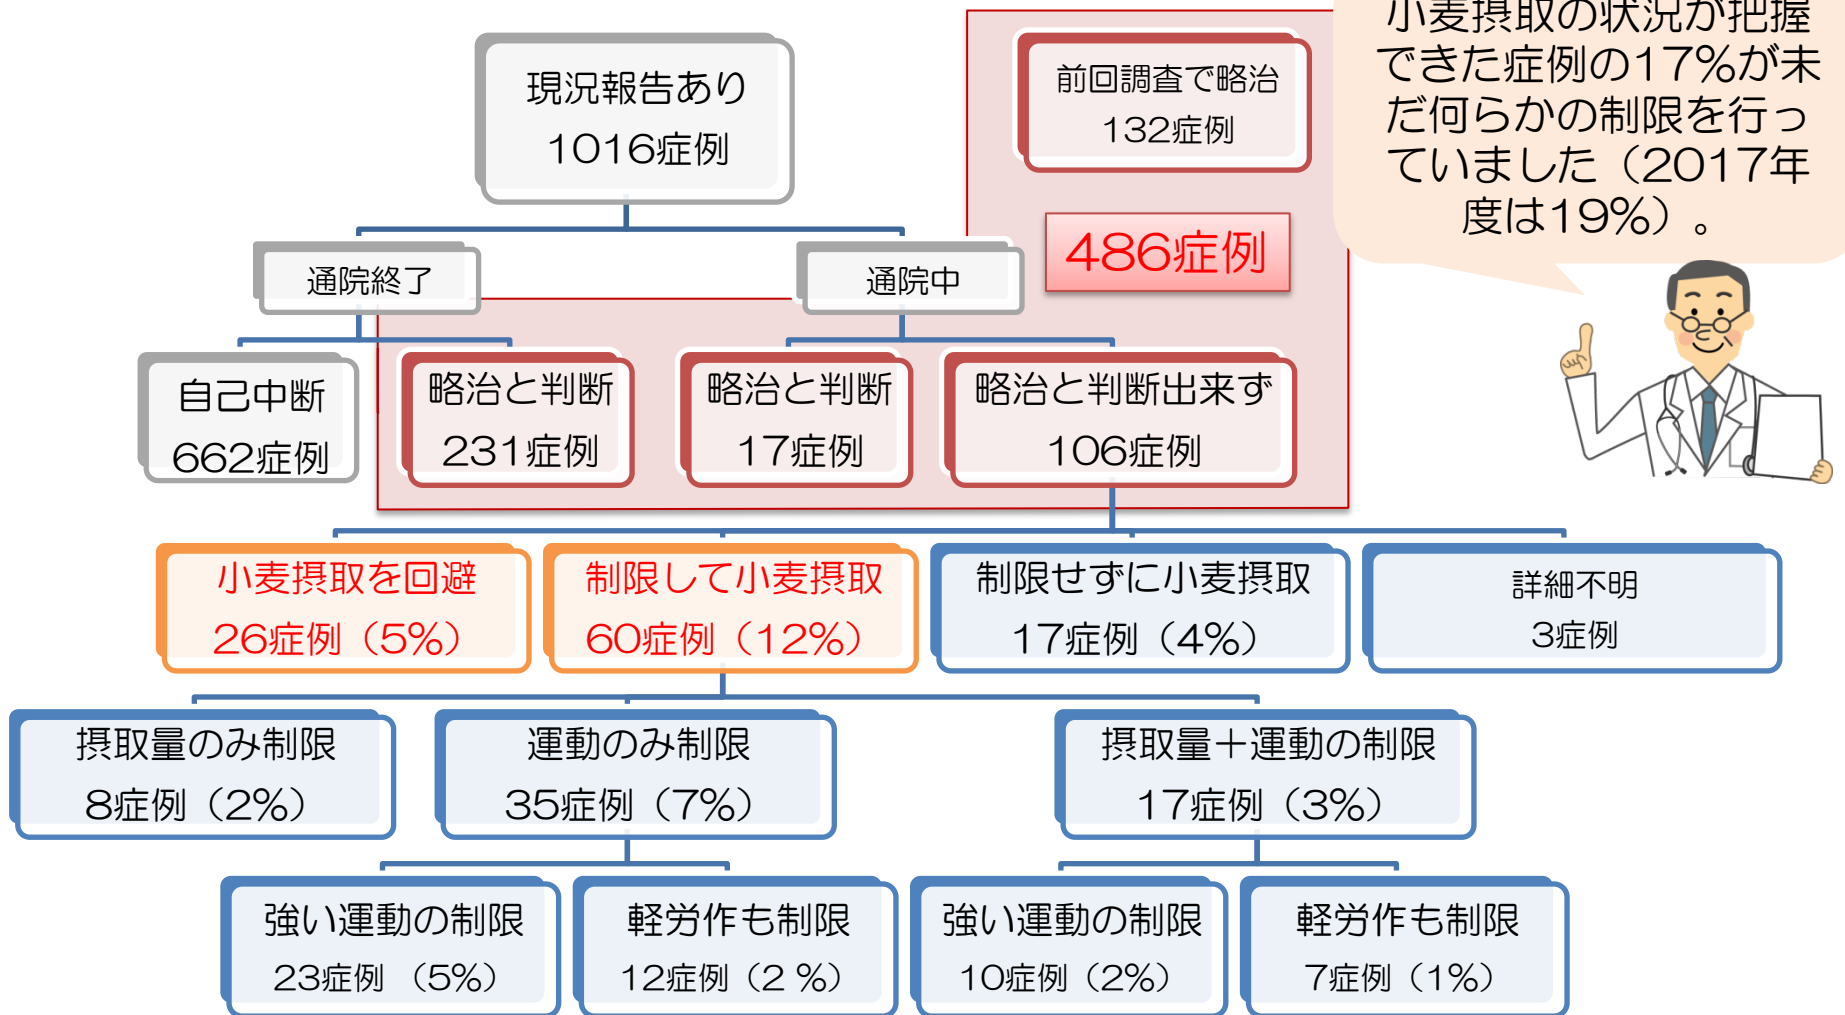 小麦摂取の状況が把握
できた症例の17%が未
だ何らかの制限を行っ
ていました（2017年
度は19%）。
現況報告あり
1016症例
前回調査で略治
132症例
486症例
通院終了
通院中
自己中断
662症例
略治と判断
231症例
略治と判断
17症例
略治と判断出来ず
106症例
小麦摂取を回避
26症例（5%）
制限して小麦摂取
60症例（12%）
制限せずに小麦摂取
17症例（4%）
詳細不明
3症例
摂取量のみ制限
8症例（2%）
運動のみ制限
35症例（7%）
摂取量＋運動の制限
17症例（3%）
強い運動の制限
23症例 （5%）
軽労作も制限
12症例（2 %）
強い運動の制限
10症例（2%）
軽労作も制限
7症例（1%）